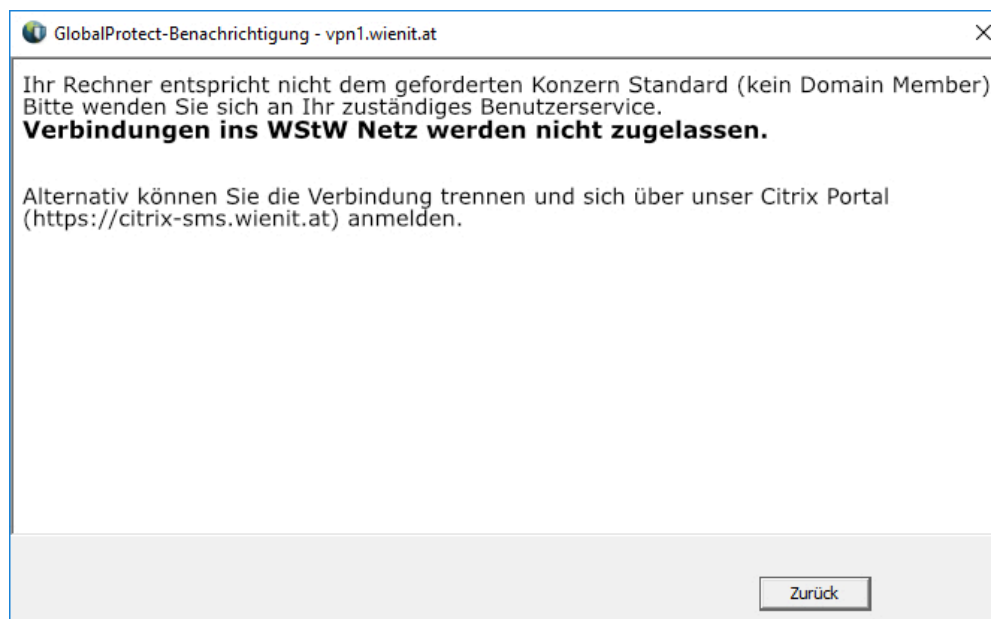 GlobalProtect-Benachrichtigung - vpn1.wienit.at
Ihr Rechner entspricht nicht dem geforderten Konzern Standard (kein Domain Member)
Bitte wenden Sie sich an Ihr zuständiges Benutzerservice.
Verbindungen ins WStW Netz werden nicht zugelassen.
Alternativ können Sie die Verbindung trennen und sich über unser Citrix Portal
(https://citrix-sms.wienit.at) anmelden.
Zurück